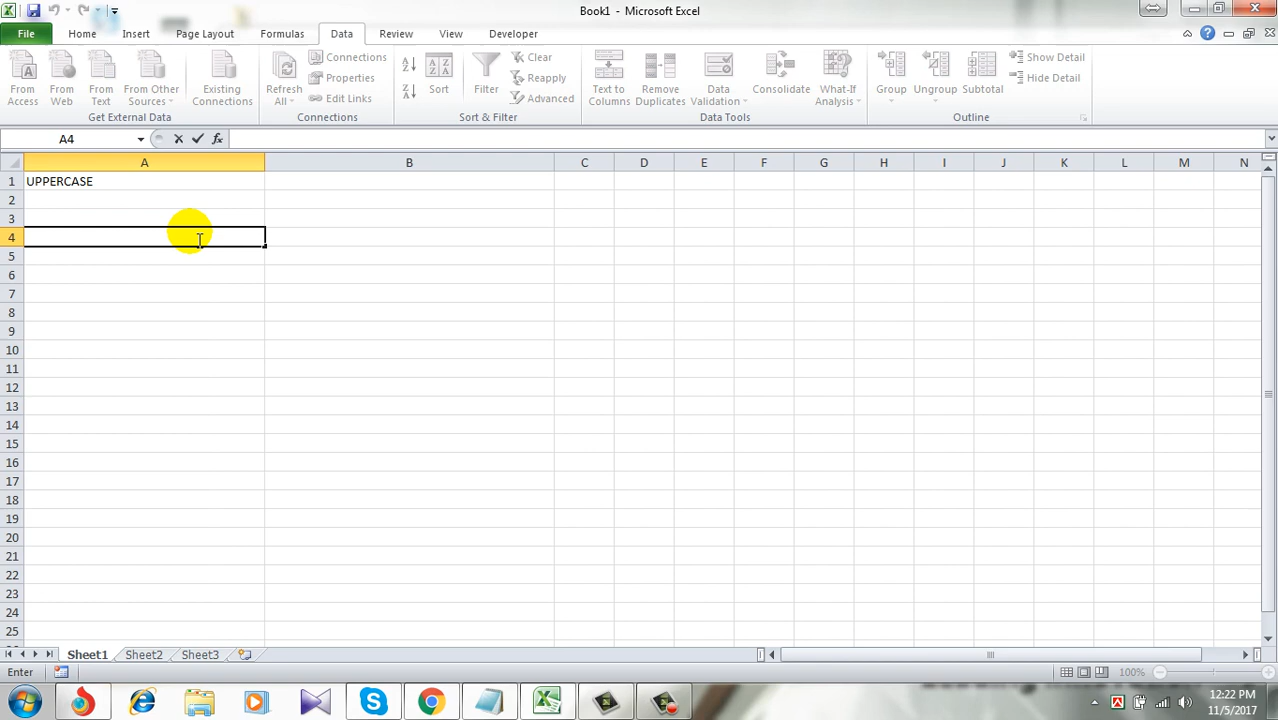 Book1 - Microsoft Excel
File Home Insert Page Layout Formulas Data Review View Developer
From Access
From Web
From Text
From Other Sources
Existing Connections
Get External Data
Refresh All
Connections
Properties
Edit Links
Connections
Sort
Filter
Clear
Reapply
Advanced
Sort & Filter
Text to Columns
Remove Duplicates
Data Validation
Consolidate
What-If Analysis
Data Tools
Group
Ungroup
Subtotal
Show Detail
Hide Detail
Outline
A4 fx
A B C D E F G H I J K L M N
1 UPPERCASE
2
3
4
5
6
7
8
9
10
11
12
13
14
15
16
17
18
19
20
21
22
23
24
25
Sheet1 Sheet2 Sheet3
Enter 100%
12:22 PM
11/5/2017